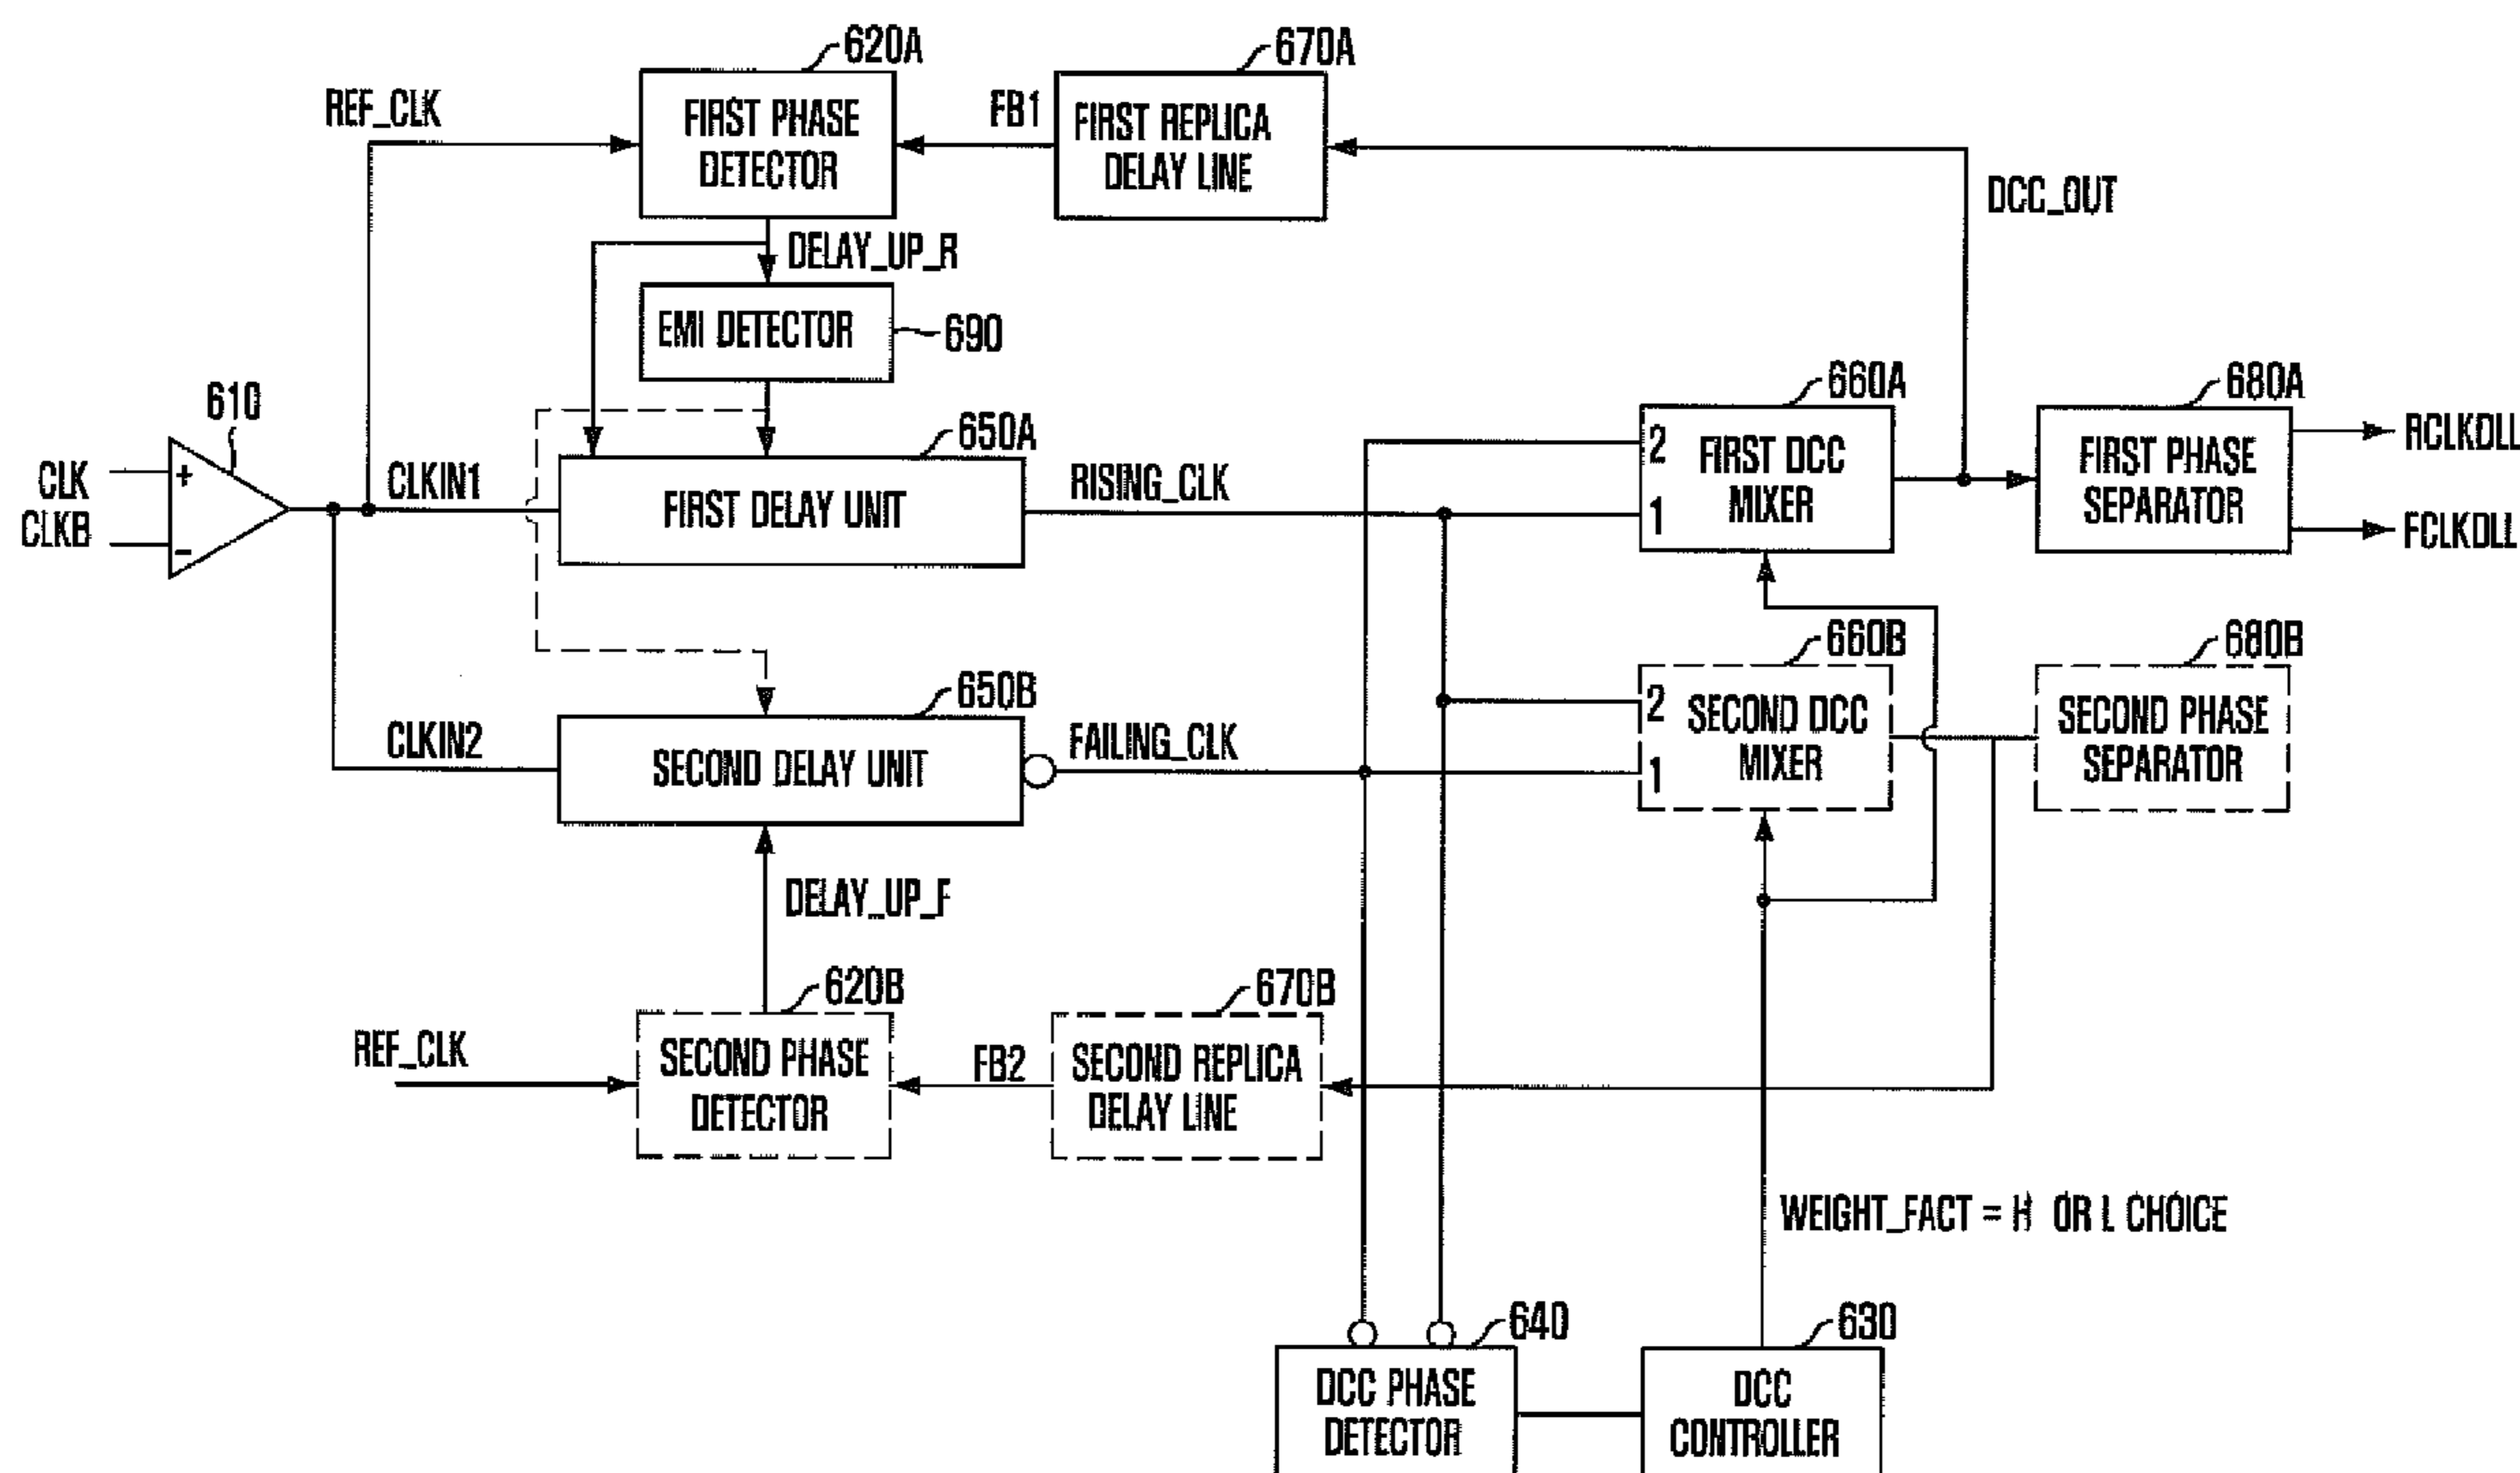 620A
670A
REF_CLK
FIRST PHASE
DETECTOR
FB1
FIRST REPLICA
DELAY LINE
DCC_OUT
DELAY_UP_R
EMI DETECTOR
690
610
650A
660A
680A
CLK
CLKB
+
−
CLKIN1
FIRST DELAY UNIT
RISING_CLK
2
1
FIRST DCC
MIXER
FIRST PHASE
SEPARATOR
RCLKDLL
FCLKDLL
650B
660B
680B
CLKIN2
SECOND DELAY UNIT
FAILING_CLK
2
1
SECOND DCC
MIXER
SECOND PHASE
SEPARATOR
DELAY_UP_F
620B
670B
REF_CLK
SECOND PHASE
DETECTOR
FB2
SECOND REPLICA
DELAY LINE
WEIGHT_FACT = H OR L CHOICE
640
630
DCC PHASE
DETECTOR
DCC
CONTROLLER